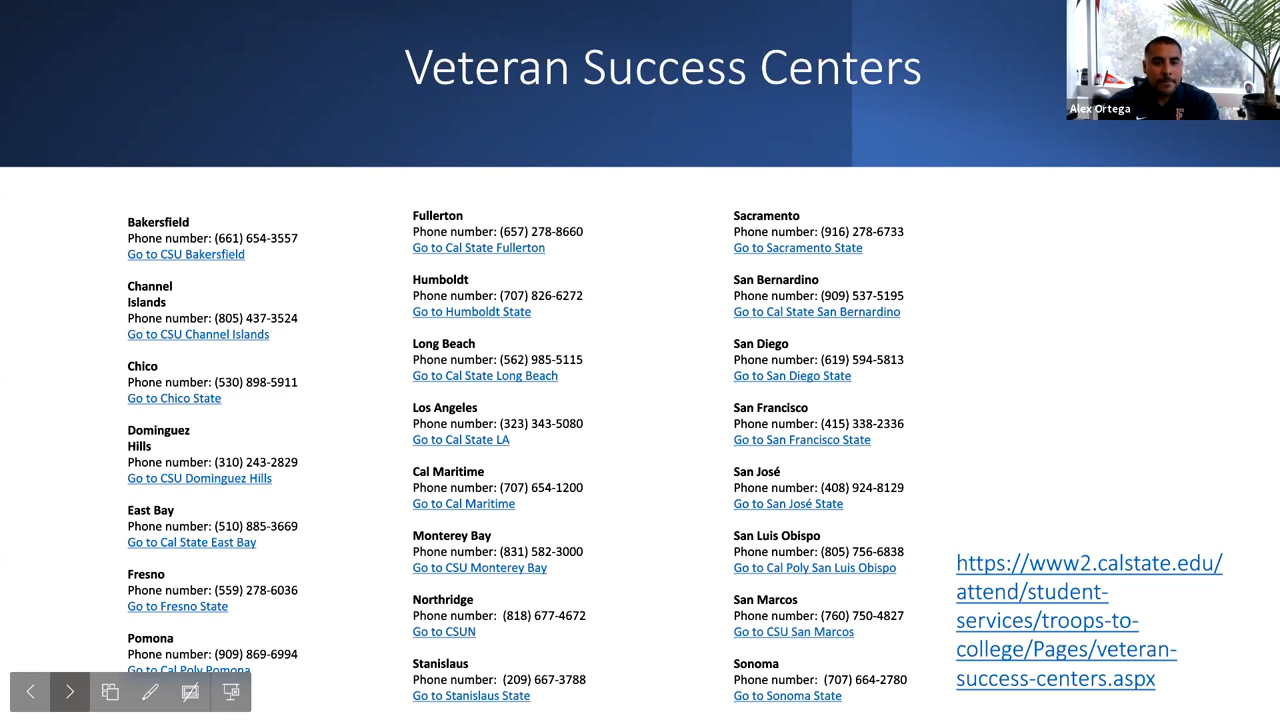 Veteran Success Centers
Alex Ortega
Bakersfield
Phone number: (661) 654-3557
Go to CSU Bakersfield
Channel
Islands
Phone number: (805) 437-3524
Go to CSU Channel Islands
Chico
Phone number: (530) 898-5911
Go to Chico State
Dominguez
Hills
Phone number: (310) 243-2829
Go to CSU Dominguez Hills
East Bay
Phone number: (510) 885-3669
Go to Cal State East Bay
Fresno
Phone number: (559) 278-6036
Go to Fresno State
Pomona
Phone number: (909) 869-6994
Go to Cal Poly Pomona
Fullerton
Phone number: (657) 278-8660
Go to Cal State Fullerton
Humboldt
Phone number: (707) 826-6272
Go to Humboldt State
Long Beach
Phone number: (562) 985-5115
Go to Cal State Long Beach
Los Angeles
Phone number: (323) 343-5080
Go to Cal State LA
Cal Maritime
Phone number: (707) 654-1200
Go to Cal Maritime
Monterey Bay
Phone number: (831) 582-3000
Go to CSU Monterey Bay
Northridge
Phone number: (818) 677-4672
Go to CSUN
Stanislaus
Phone number: (209) 667-3788
Go to Stanislaus State
Sacramento
Phone number: (916) 278-6733
Go to Sacramento State
San Bernardino
Phone number: (909) 537-5195
Go to Cal State San Bernardino
San Diego
Phone number: (619) 594-5813
Go to San Diego State
San Francisco
Phone number: (415) 338-2336
Go to San Francisco State
San José
Phone number: (408) 924-8129
Go to San José State
San Luis Obispo
Phone number: (805) 756-6838
Go to Cal Poly San Luis Obispo
San Marcos
Phone number: (760) 750-4827
Go to CSU San Marcos
Sonoma
Phone number: (707) 664-2780
Go to Sonoma State
https://www2.calstate.edu/
attend/student-
services/troops-to-
college/Pages/veteran-
success-centers.aspx